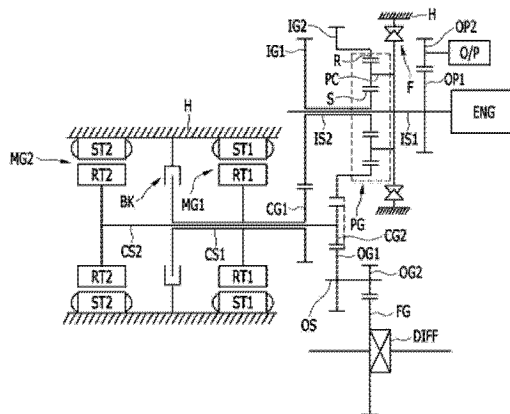 IG2
H
OP2
IG1
R
O/P
PC
F
S
OP1
H
ENG
IS2
IS1
ST2
ST1
MG2
RT2
RT1
BK
MG1
CG1
PG
CG2
CS2
CS1
OG1
RT2
RT1
OG2
ST2
ST1
OS
FG
DIFF